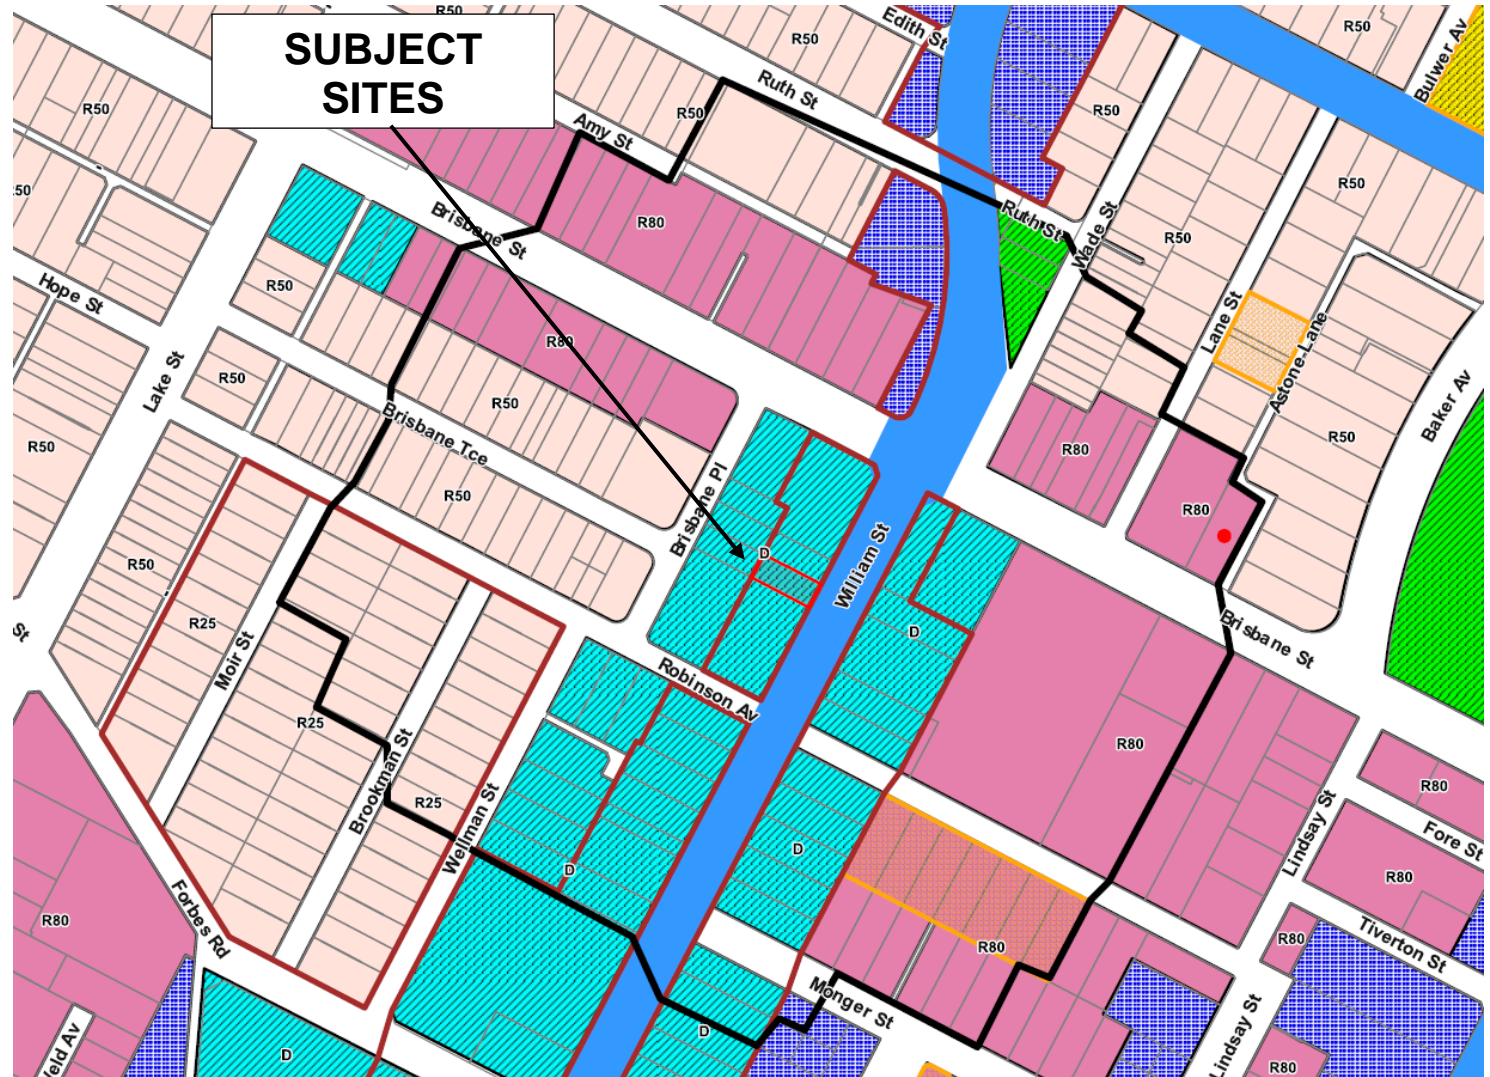 R50
SUBJECT
SITES
Edith St
R50
R50
Bulwer Av
Ruth St
R50
R50
R50
Amy St
R50
R50
Brisbane St
R80
Ruth St
Wade St
R50
Hope St
R50
Lane St
Astone-Lane
R80
Lake St
R50
R50
Brisbane Tce
Baker Av
R50
R50
R80
R50
Brisbane Pl
R80
D
William St
R50
R25
St
Moir St
D
Brisbane St
Robinson Av
R25
Brookman St
R80
R80
R25
Wellman St
Lindsay St
Fore St
D
D
R80
R80
Forbes Rd
R80
R80
Tiverton St
Monger St
Lindsay St
D
D
eld Av
R80